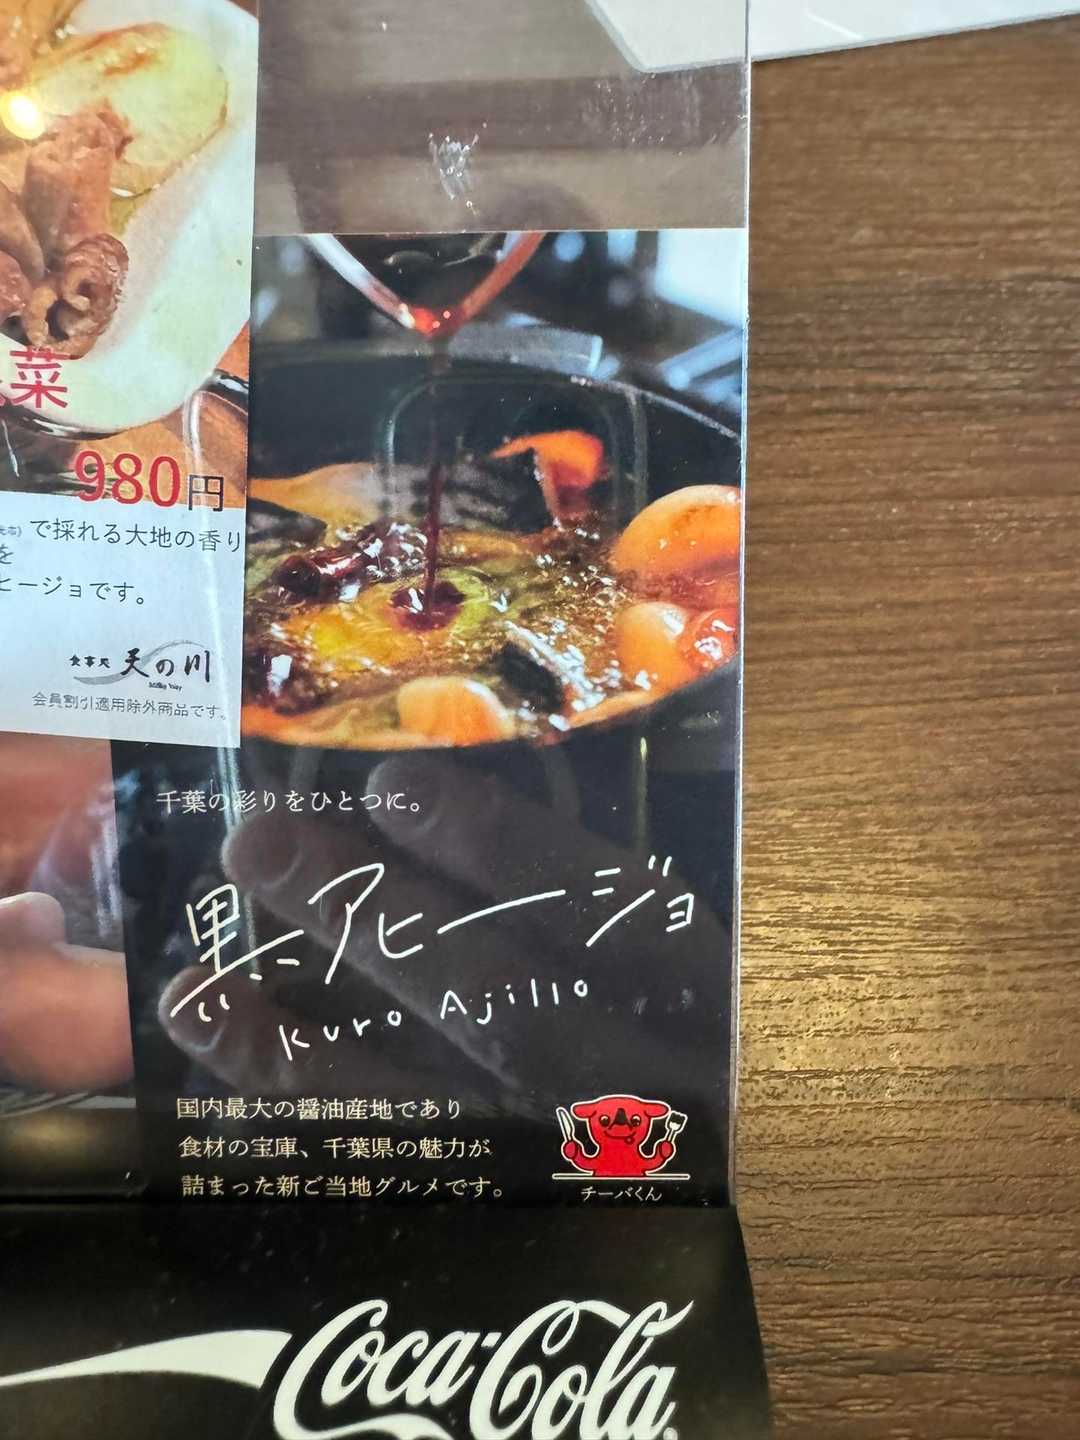 菜
980円
で採れる大地の香り
を
ヒージョです。
食事処 天の川
Milky Way
会員割引適用除外商品です。
千葉の彩りをひとつに。
黒アヒージョ
Kuro Ajillo
国内最大の醤油産地であり
食材の宝庫、千葉県の魅力が
詰まった新ご当地グルメです。
チーバくん
Coca-Cola